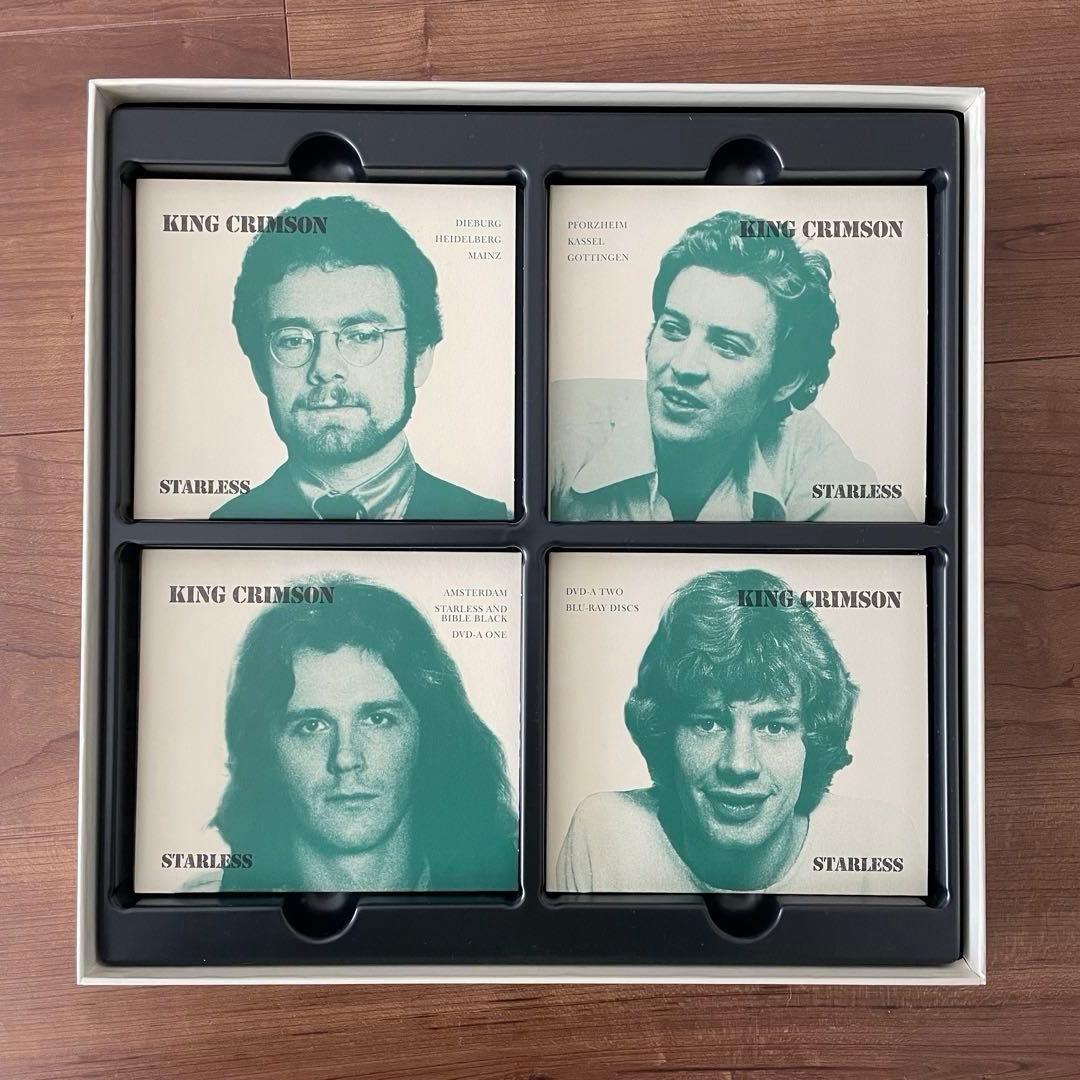 KING CRIMSON
DIEBURG
HEIDELBERG
MAINZ
STARLESS
PFORZHEIM
KASSEL
GOTTINGEN
KING CRIMSON
STARLESS
KING CRIMSON
AMSTERDAM
STARLESS AND
BIBLE BLACK
DVD-A ONE
STARLESS
DVD-A TWO
BLU-RAY DISCS
KING CRIMSON
STARLESS